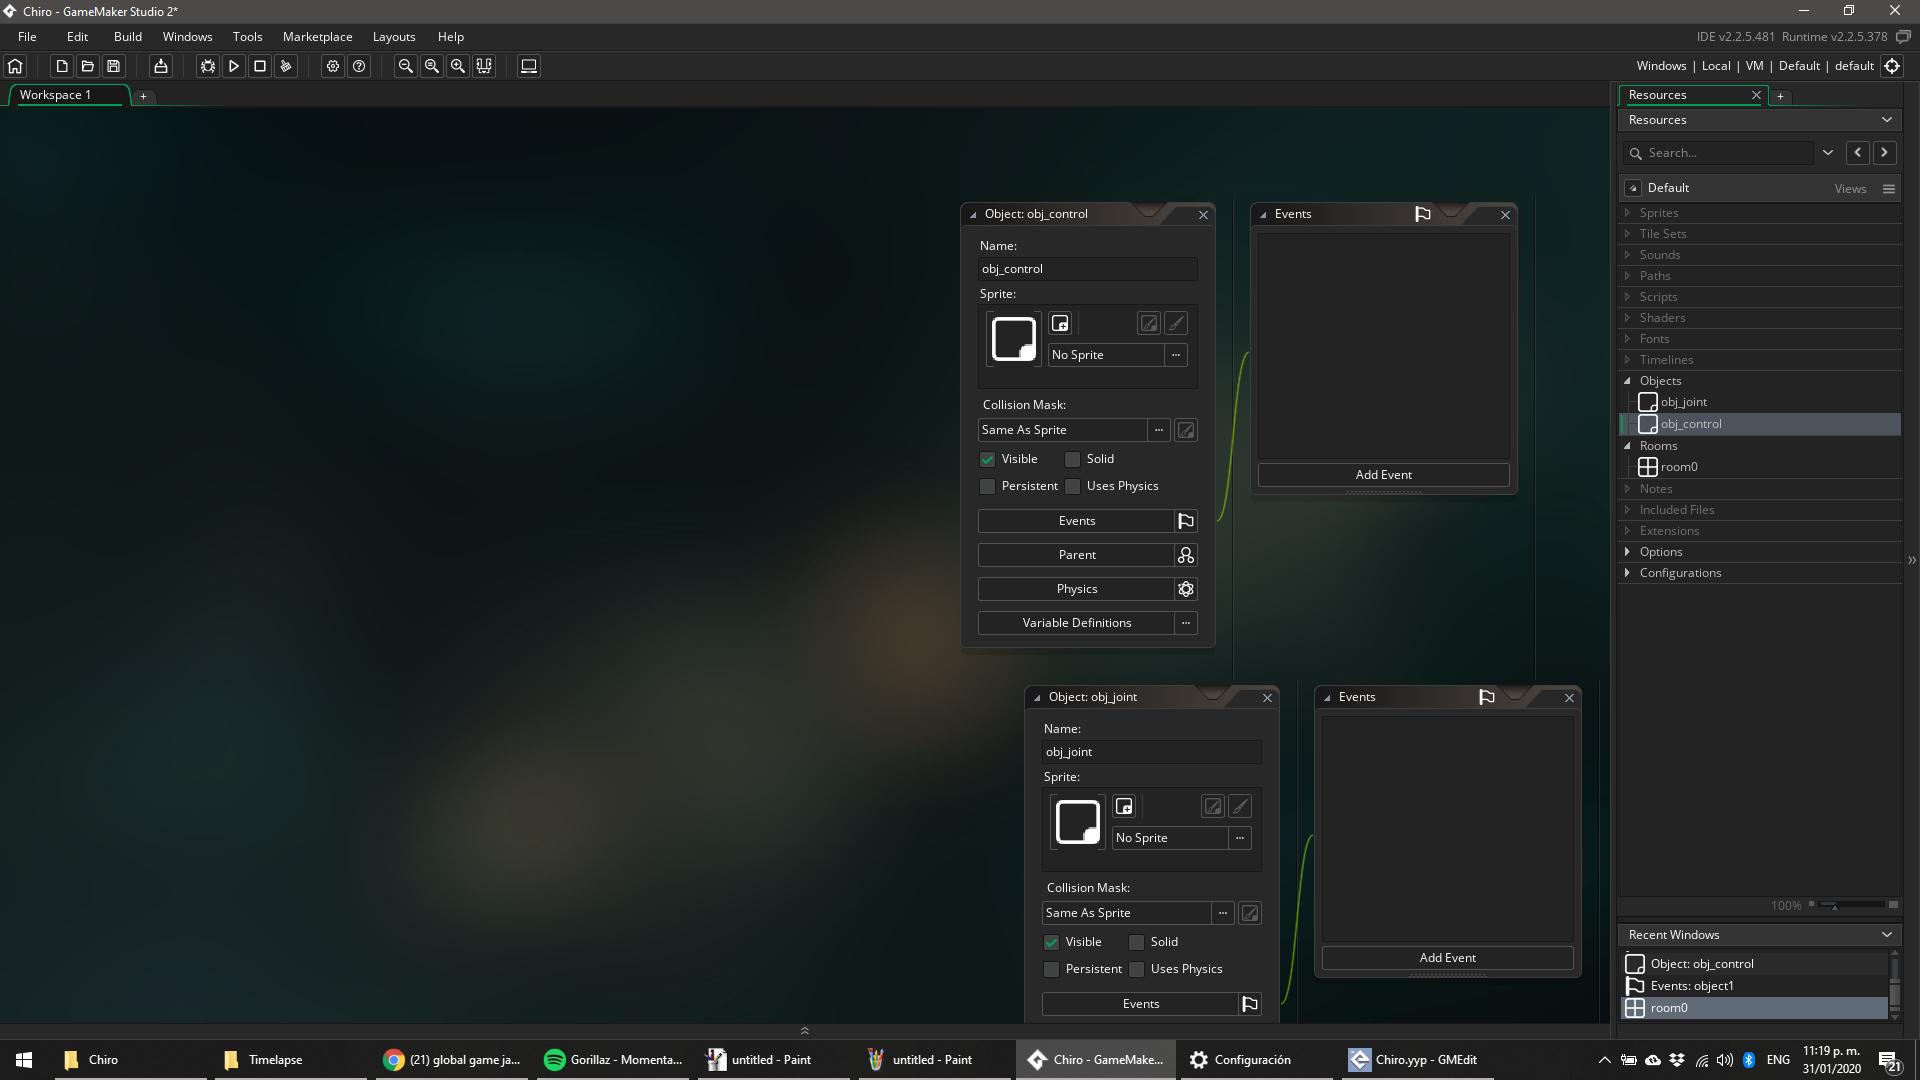 Chiro - GameMaker Studio 2*
File Edit Build Windows Tools Marketplace Layouts Help
IDE v2.2.5.481 Runtime v2.2.5.378
Windows | Local | VM | Default | default
Workspace 1
+
Resources
+
Resources
Search...
Default
Views
Sprites
Tile Sets
Sounds
Paths
Scripts
Shaders
Fonts
Timelines
Objects
obj_joint
obj_control
Rooms
room0
Notes
Included Files
Extensions
Options
Configurations
100%
Recent Windows
Object: obj_control
Events: object1
room0
Object: obj_control
Name:
obj_control
Sprite:
No Sprite
...
Collision Mask:
Same As Sprite
...
Visible Solid
Persistent Uses Physics
Events
Parent
Physics
Variable Definitions
...
Events
Add Event
Object: obj_joint
Name:
obj_joint
Sprite:
No Sprite
...
Collision Mask:
Same As Sprite
...
Visible Solid
Persistent Uses Physics
Events
Events
Add Event
Chiro
Timelapse
(21) global game ja...
Gorillaz - Momenta...
untitled - Paint
untitled - Paint
Chiro - GameMake...
Configuración
Chiro.yyp - GMEdit
ENG
11:19 p. m.
31/01/2020
21